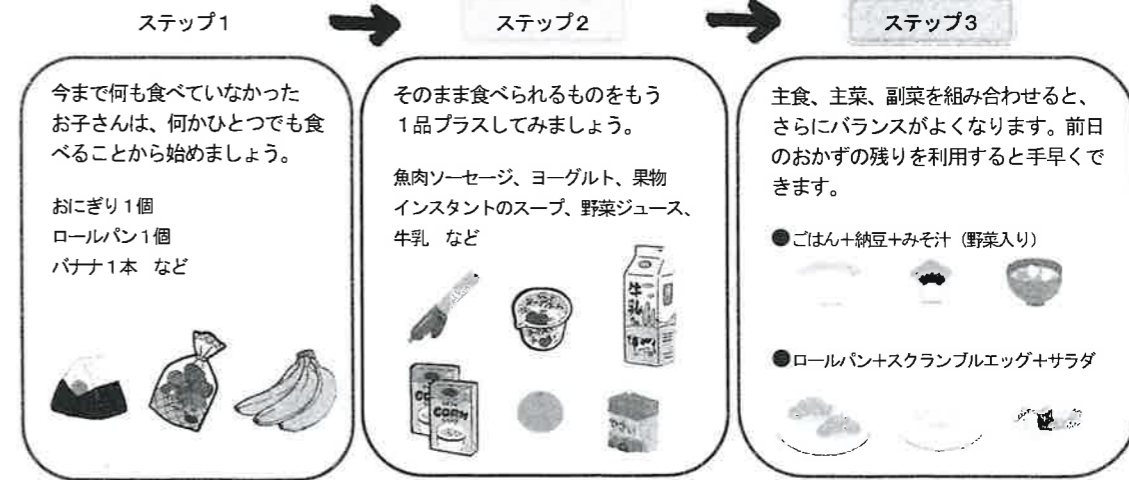 ステップ1
ステップ2
ステップ3
今まで何も食べていなかった
お子さんは、何かひとつでも食
べることから始めましょう。
おにぎり1個
ロールパン1個
バナナ1本　など
そのまま食べられるものをもう
1品プラスしてみましょう。
魚肉ソーセージ、ヨーグルト、果物
インスタントのスープ、野菜ジュース、
牛乳　など
牛乳
CORN
やさい
主食、主菜、副菜を組み合わせると、
さらにバランスがよくなります。前日
のおかずの残りを利用すると手早くで
きます。
●ごはん＋納豆＋みそ汁（野菜入り）
●ロールパン＋スクランブルエッグ＋サラダ